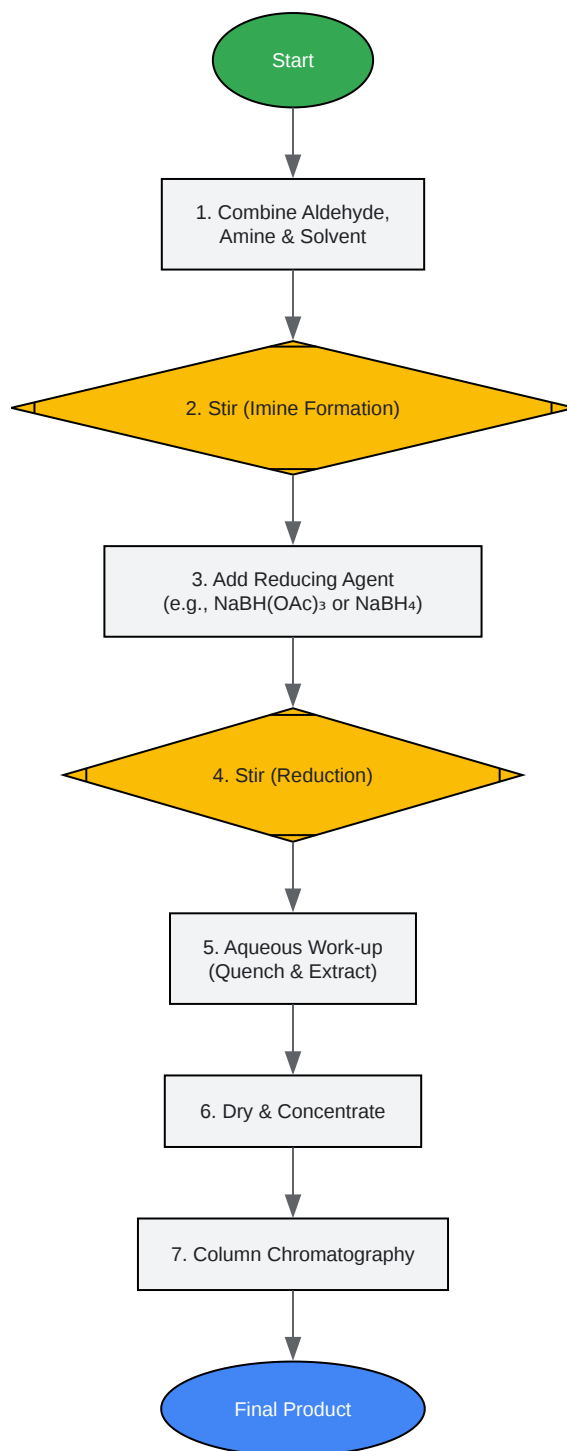 Start
1. Combine Aldehyde,
Amine & Solvent
2. Stir (Imine Formation)
3. Add Reducing Agent
(e.g., NaBH(OAc)₃ or NaBH₄)
4. Stir (Reduction)
5. Aqueous Work-up
(Quench & Extract)
6. Dry & Concentrate
7. Column Chromatography
Final Product